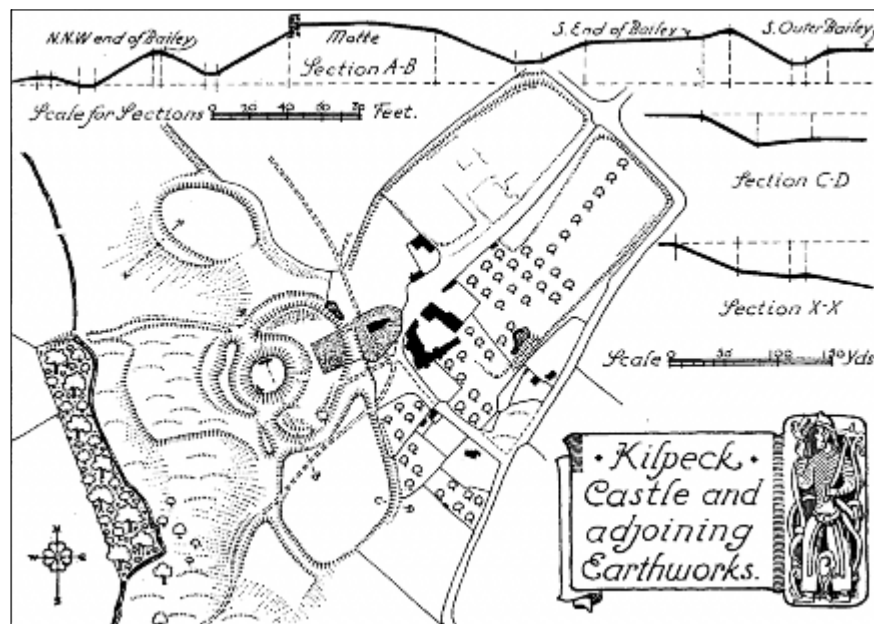 N.N.W end of Bailey
Motte
S. End of Bailey
S. Outer Bailey
Section A-B
Scale for Sections 0 20 40 60 80 Feet.
Section C-D
Section X-X
Scale 0 50 100 150 Yds
• Kilpeck •
Castle and
adjoining
Earthworks.